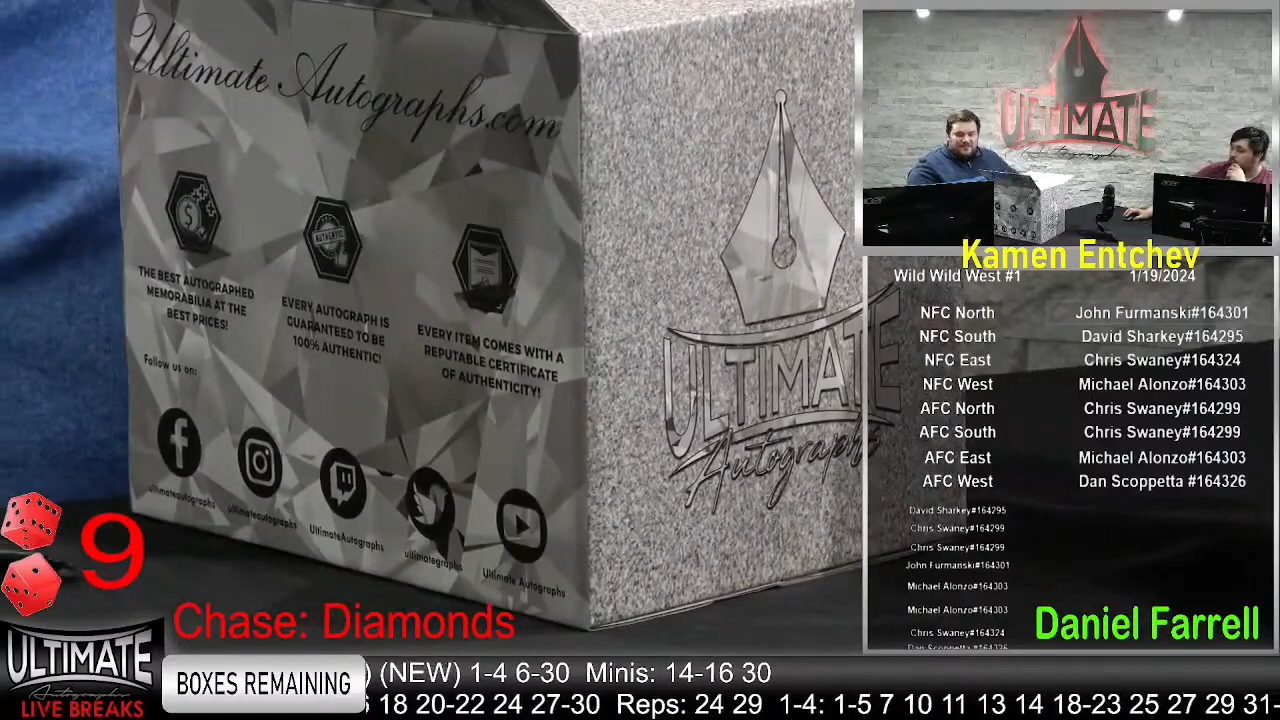 Ultimate Autographs.com
THE BEST AUTOGRAPHED
MEMORABILIA AT THE
BEST PRICES!
AUTHENTIC
EVERY AUTOGRAPH IS
GUARANTEED TO BE
100% AUTHENTIC!
EVERY ITEM COMES WITH A
REPUTABLE CERTIFICATE
OF AUTHENTICITY!
Follow us on:
ultimateautographs
ultimateautographs
UltimateAutographs
ultimategraphs
Ultimate Autographs
ULTIMATE
Autographs
ULTIMATE
acer
acer
Kamen Entchev
Wild Wild West #1 1/19/2024
NFC North John Furmanski#164301
NFC South David Sharkey#164295
NFC East Chris Swaney#164324
NFC West Michael Alonzo#164303
AFC North Chris Swaney#164299
AFC South Chris Swaney#164299
AFC East Michael Alonzo#164303
AFC West Dan Scoppetta #164326
David Sharkey#164295
Chris Swaney#164299
Chris Swaney#164299
John Furmanski#164301
Michael Alonzo#164303
Michael Alonzo#164303
Chris Swaney#164324
Dan Scoppetta#164326
Daniel Farrell
9
Chase: Diamonds
ULTIMATE
Autographs
LIVE BREAKS
BOXES REMAINING
) (NEW) 1-4 6-30 Minis: 14-16 30
18 20-22 24 27-30 Reps: 24 29 1-4: 1-5 7 10 11 13 14 18-23 25 27 29 31-